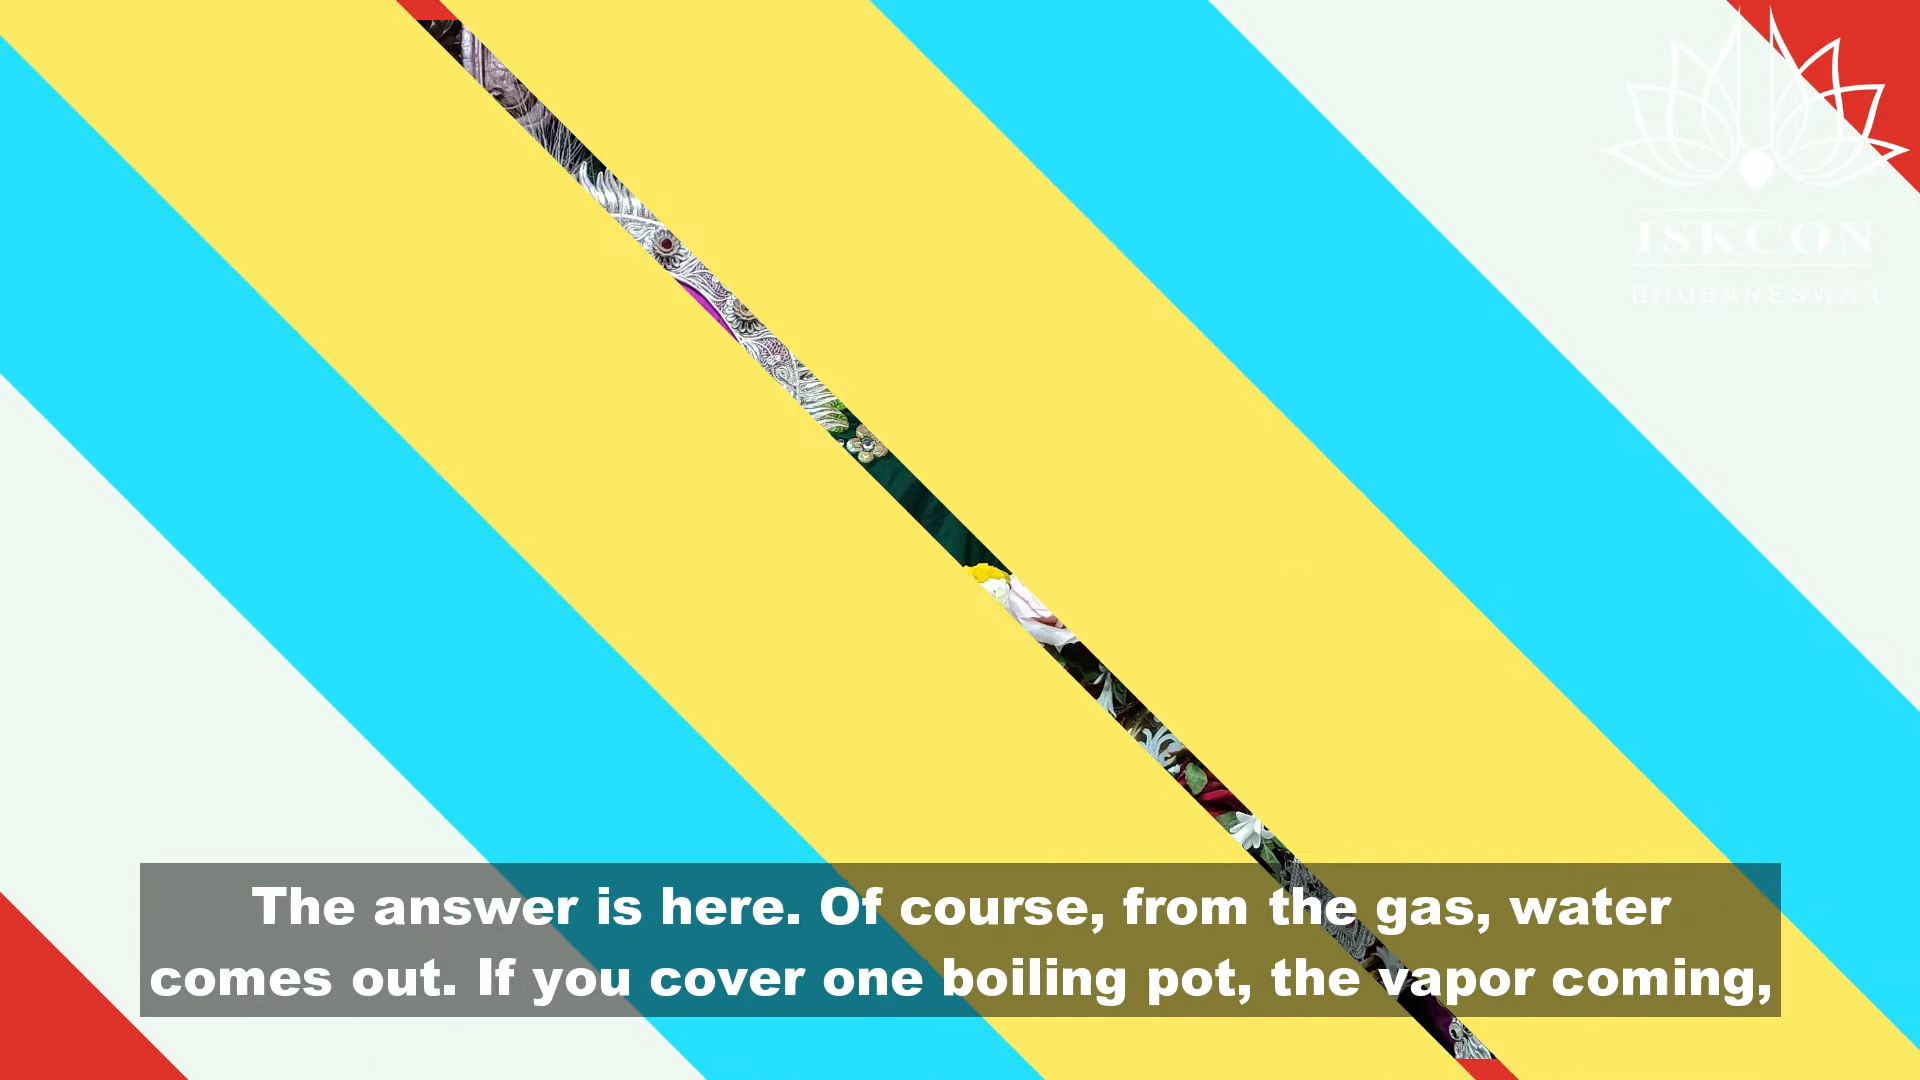 ISKCON
BHUBANESWAR
The answer is here. Of course, from the gas, water
comes out. If you cover one boiling pot, the vapor coming,